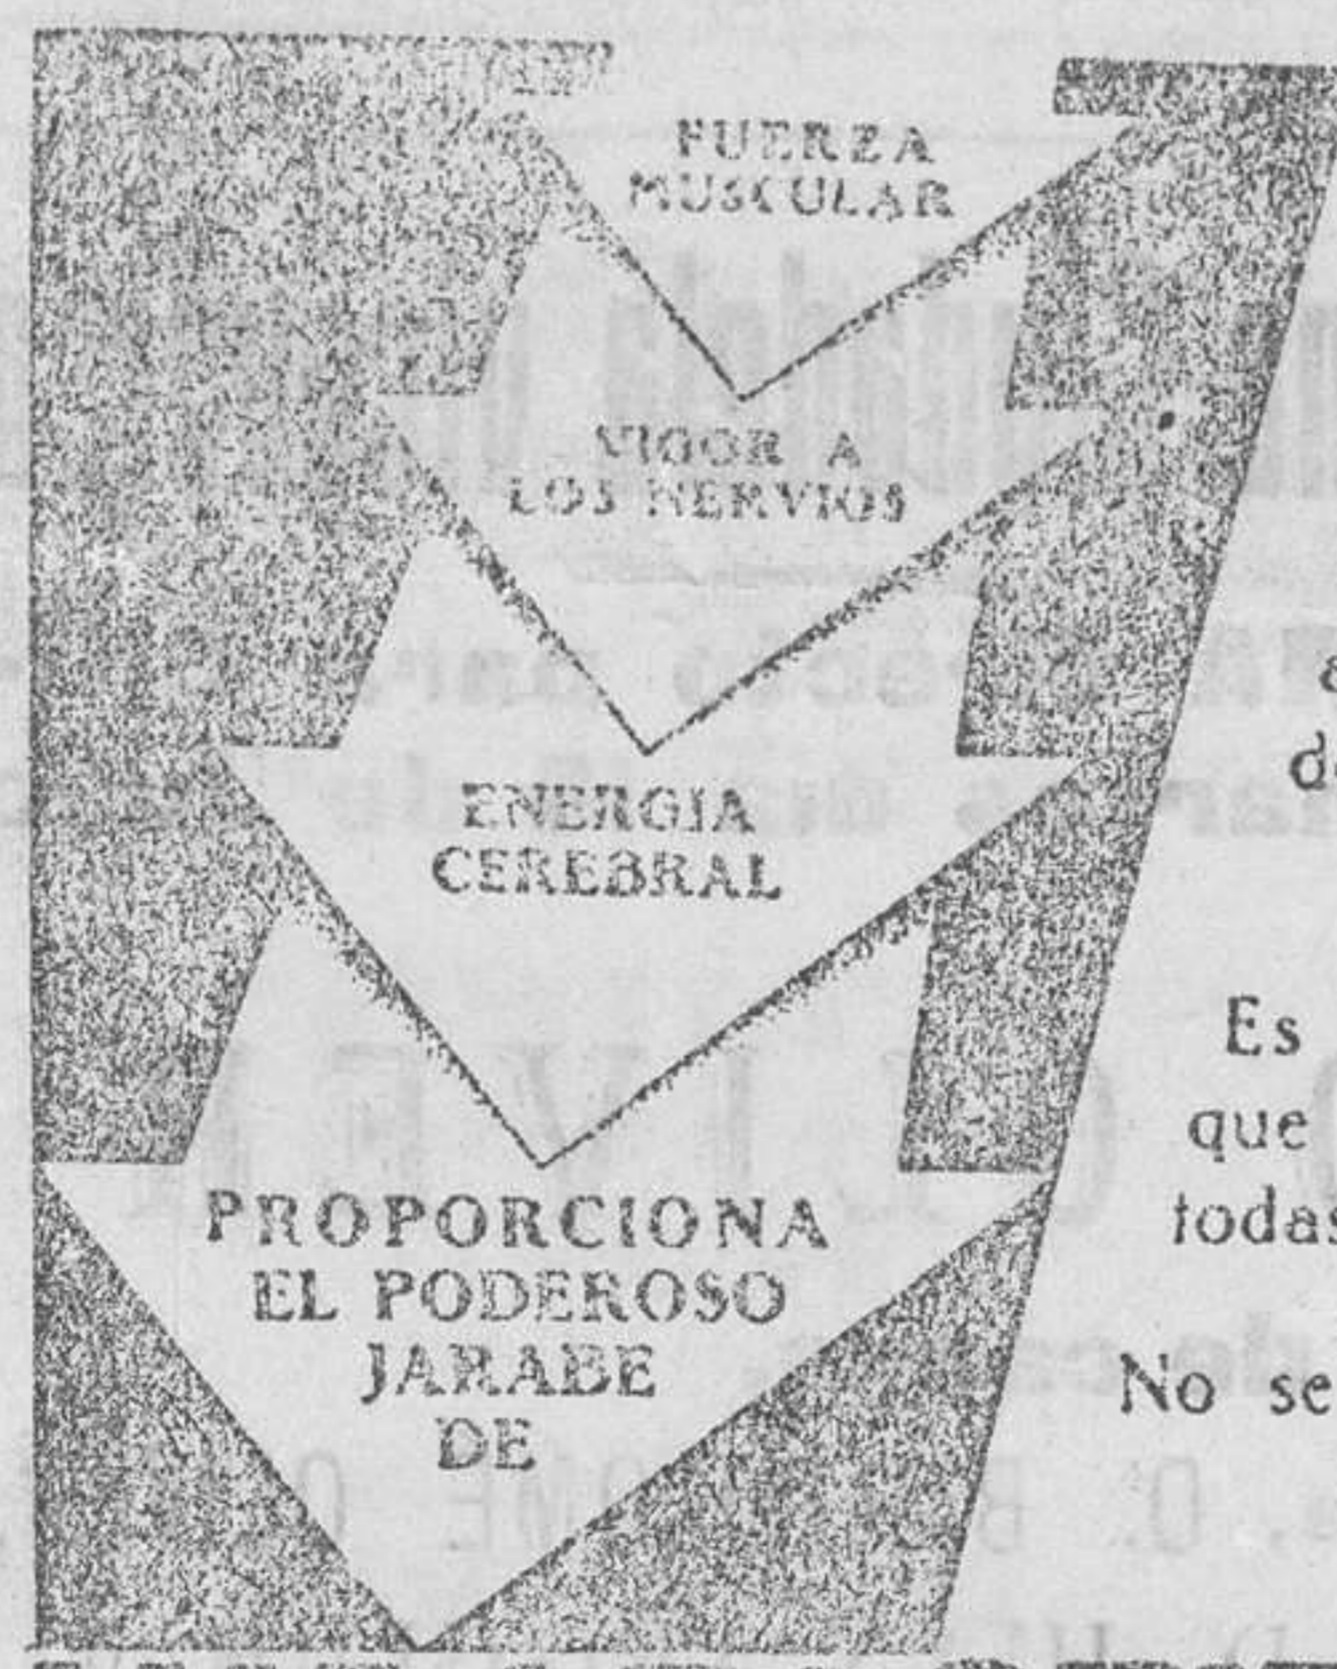 FUERZA
MUSCULAR
VIGOR A
LOS NERVIOS
ENERGIA
CEREBRAL
PROPORCIONA
EL PODEROSO
JARABE
DE
Es
que
todas
No se